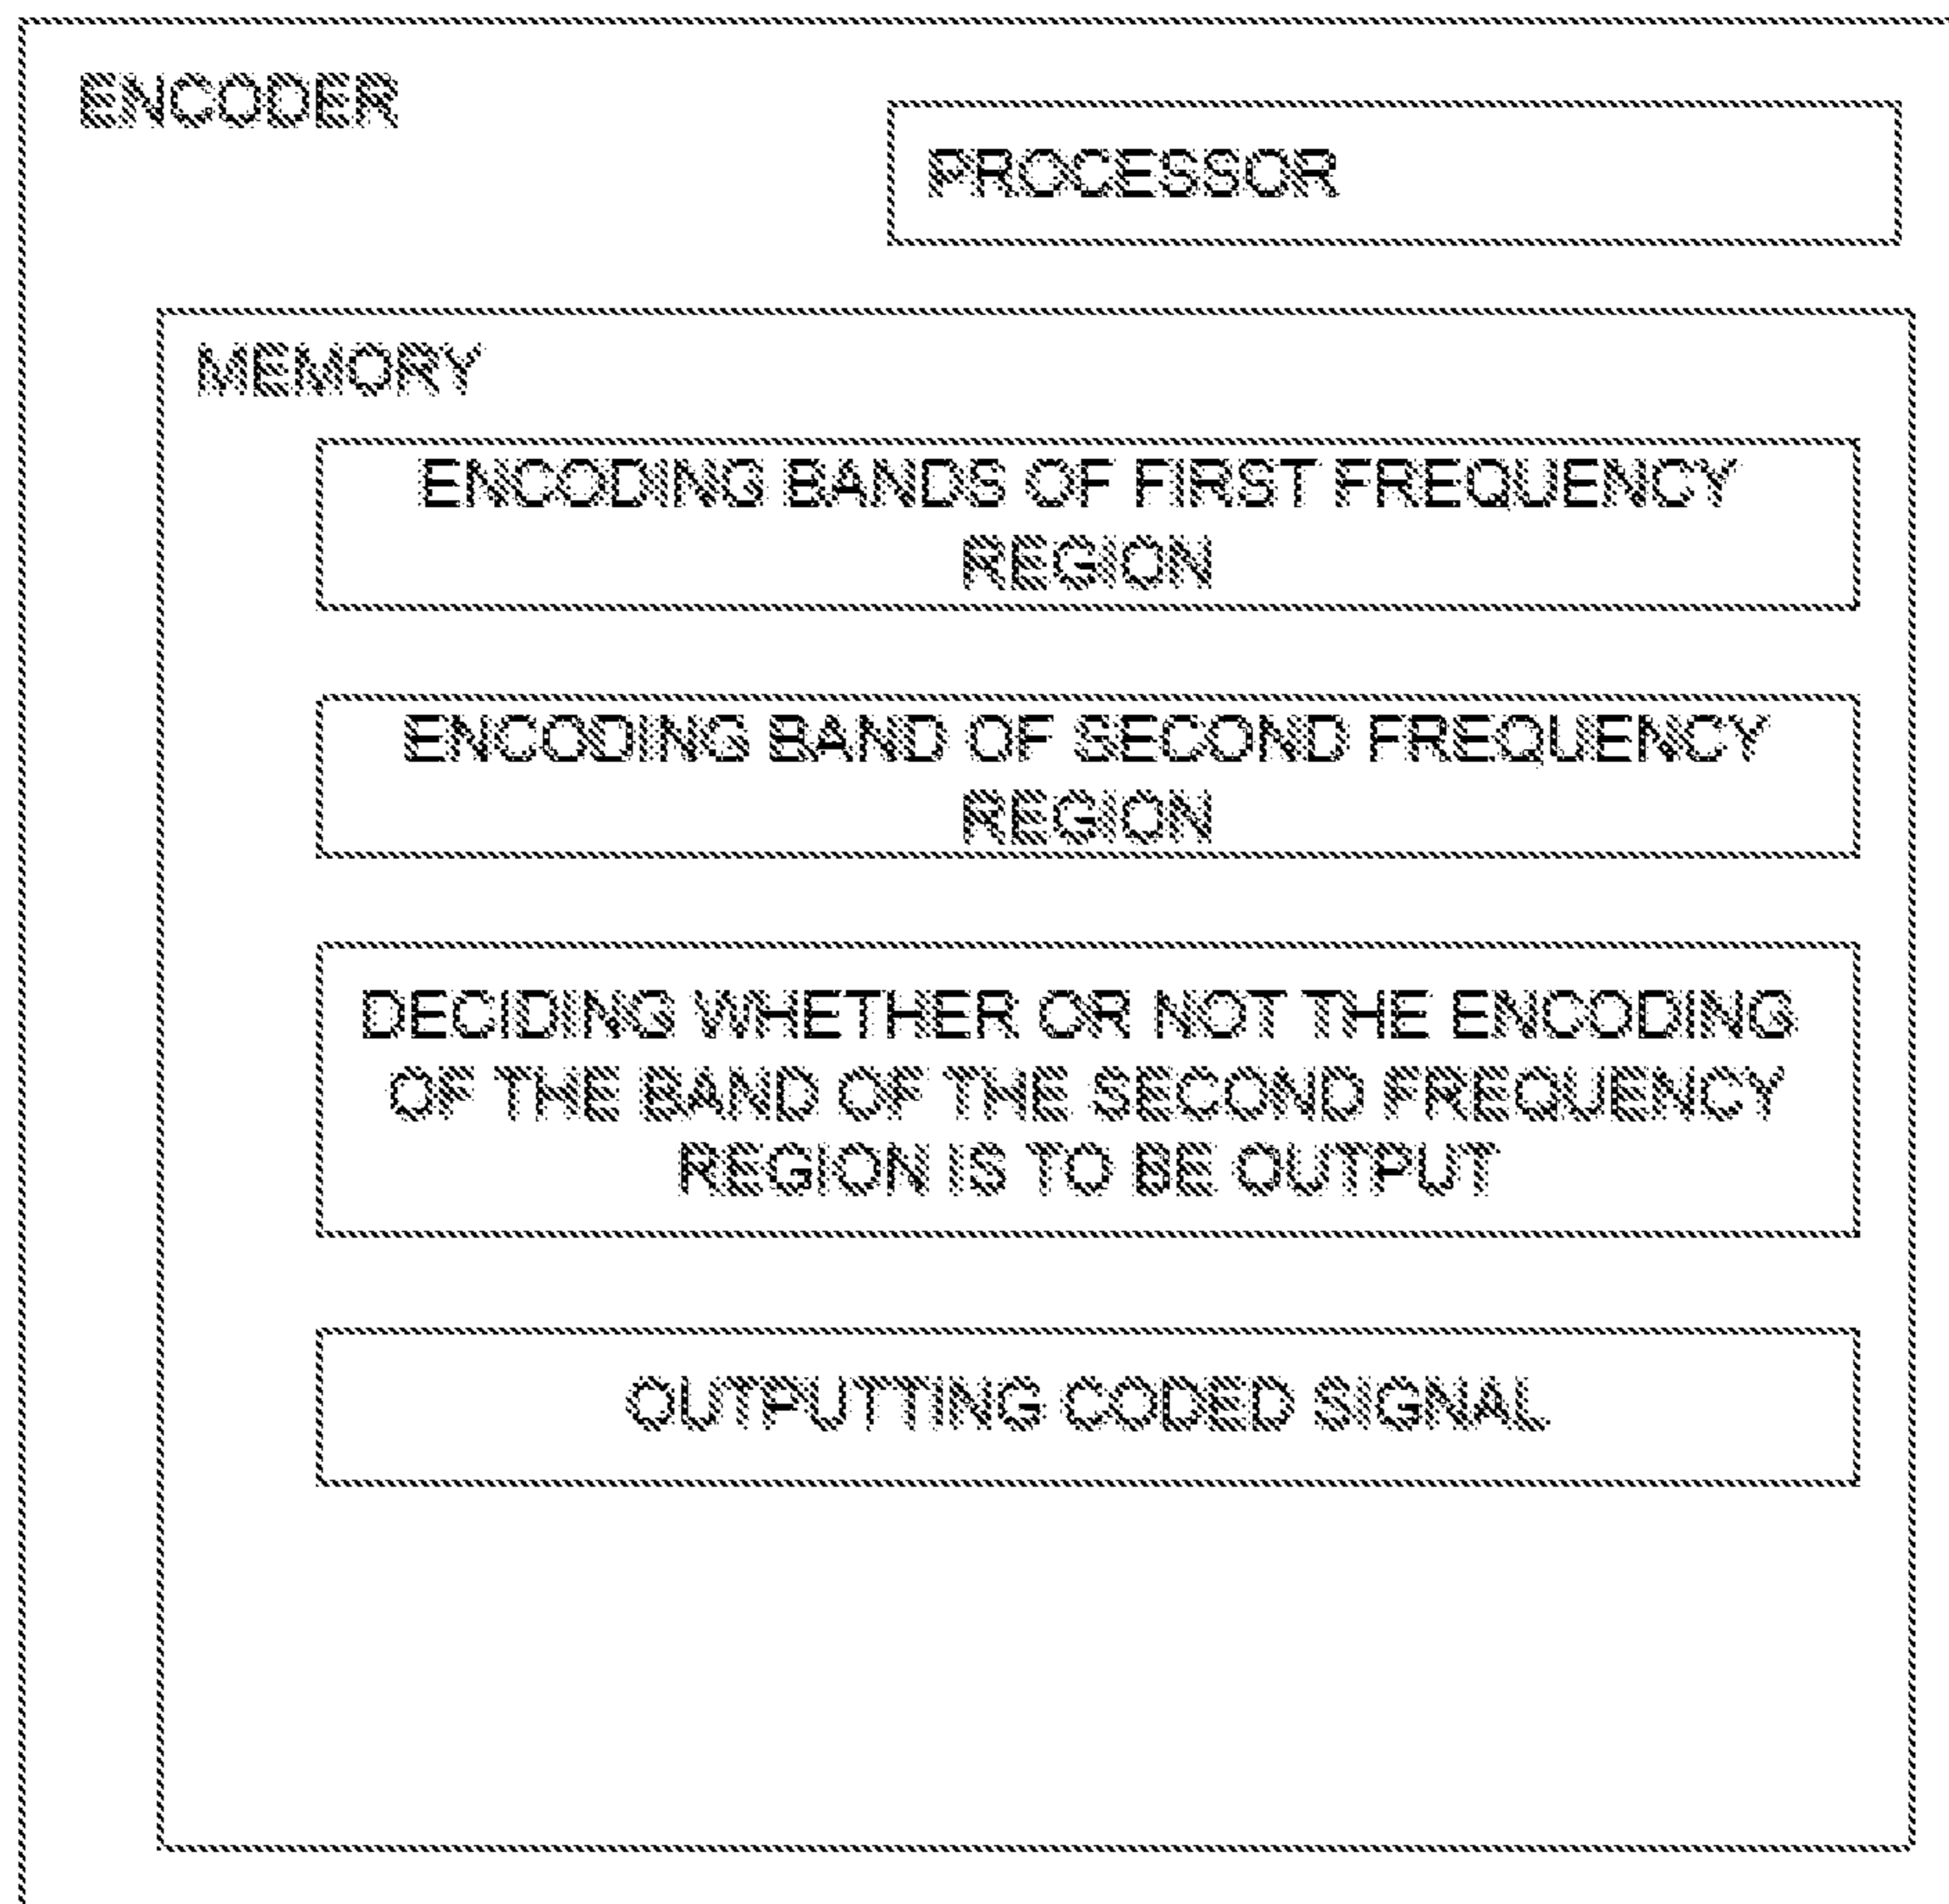 ENCODER
PROCESSOR
MEMORY
ENCODING BANDS OF FIRST FREQUENCY
REGION
ENCODING BAND OF SECOND FREQUENCY
REGION
DECIDING WHETHER OR NOT THE ENCODING
OF THE BAND OF THE SECOND FREQUENCY
REGION IS TO BE OUTPUT
OUTPUTTING CODED SIGNAL